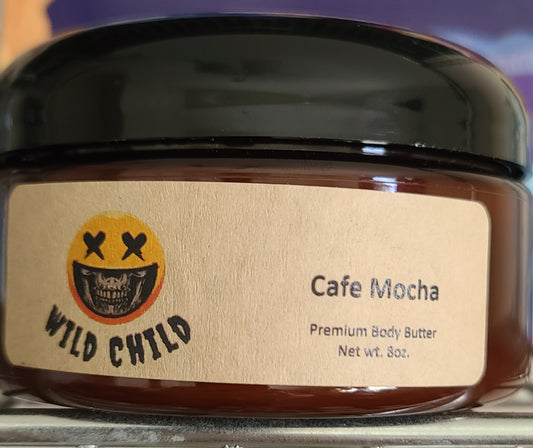 WILD CHILD
Cafe Mocha
Premium Body Butter
Net wt. 8oz.